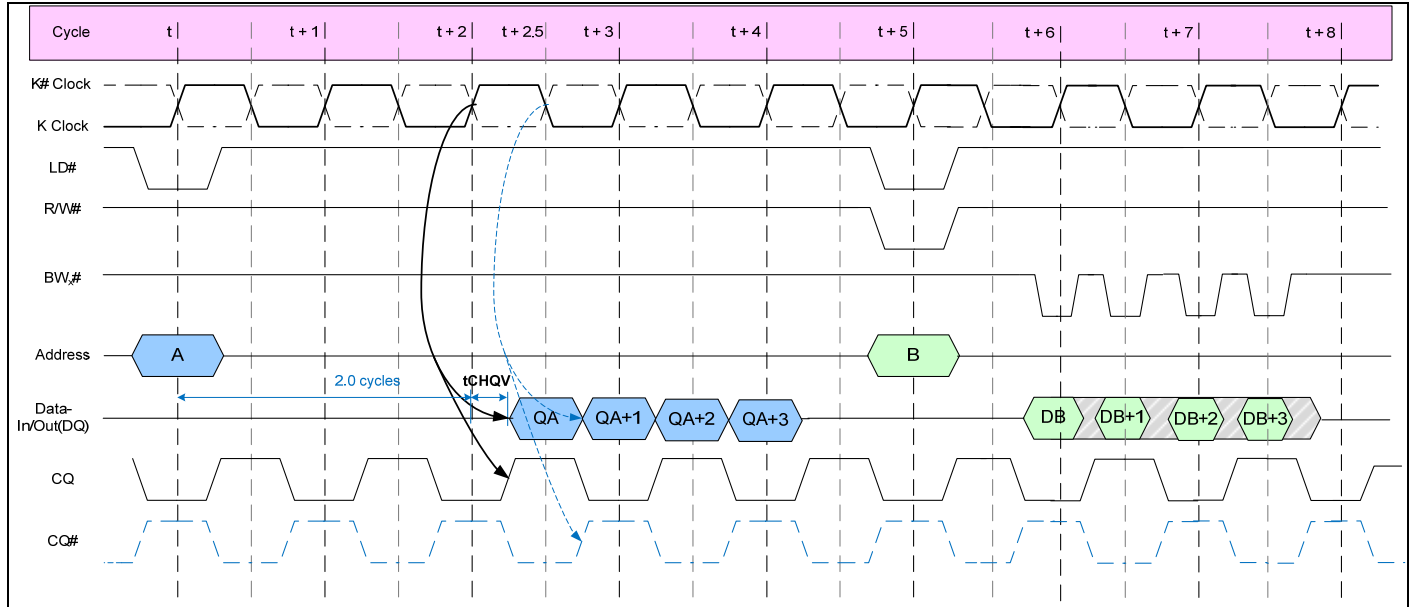 Cycle t t + 1 t + 2 t + 2.5 t + 3 t + 4 t + 5 t + 6 t + 7 t + 8
K# Clock
K Clock
LD#
R/W#
BWx#
Address A B
2.0 cycles tCHQV
Data-
In/Out(DQ) QA QA+1 QA+2 QA+3 DB DB+1 DB+2 DB+3
CQ
CQ#